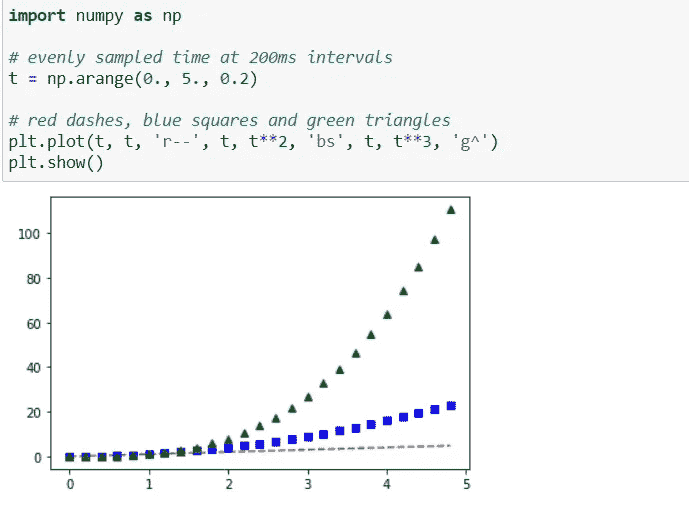 import numpy as np
# evenly sampled time at 200ms intervals
t = np.arange(0., 5., 0.2)
# red dashes, blue squares and green triangles
plt.plot(t, t, 'r--', t, t**2, 'bs', t, t**3, 'g^')
plt.show()
100
80
60
40
20
0
0 1 2 3 4 5